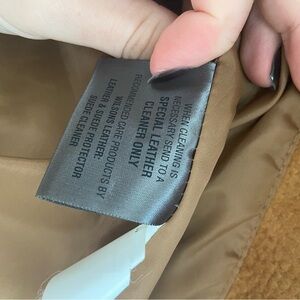 WHEN CLEANING IS
NECESSARY SEND TO A
SPECIAL LEATHER
CLEANER ONLY
RECOMMENDED CARE PRODUCTS BY
WILSONS LEATHER:
LEATHER & SUEDE PROTECTOR
SUEDE CLEANER